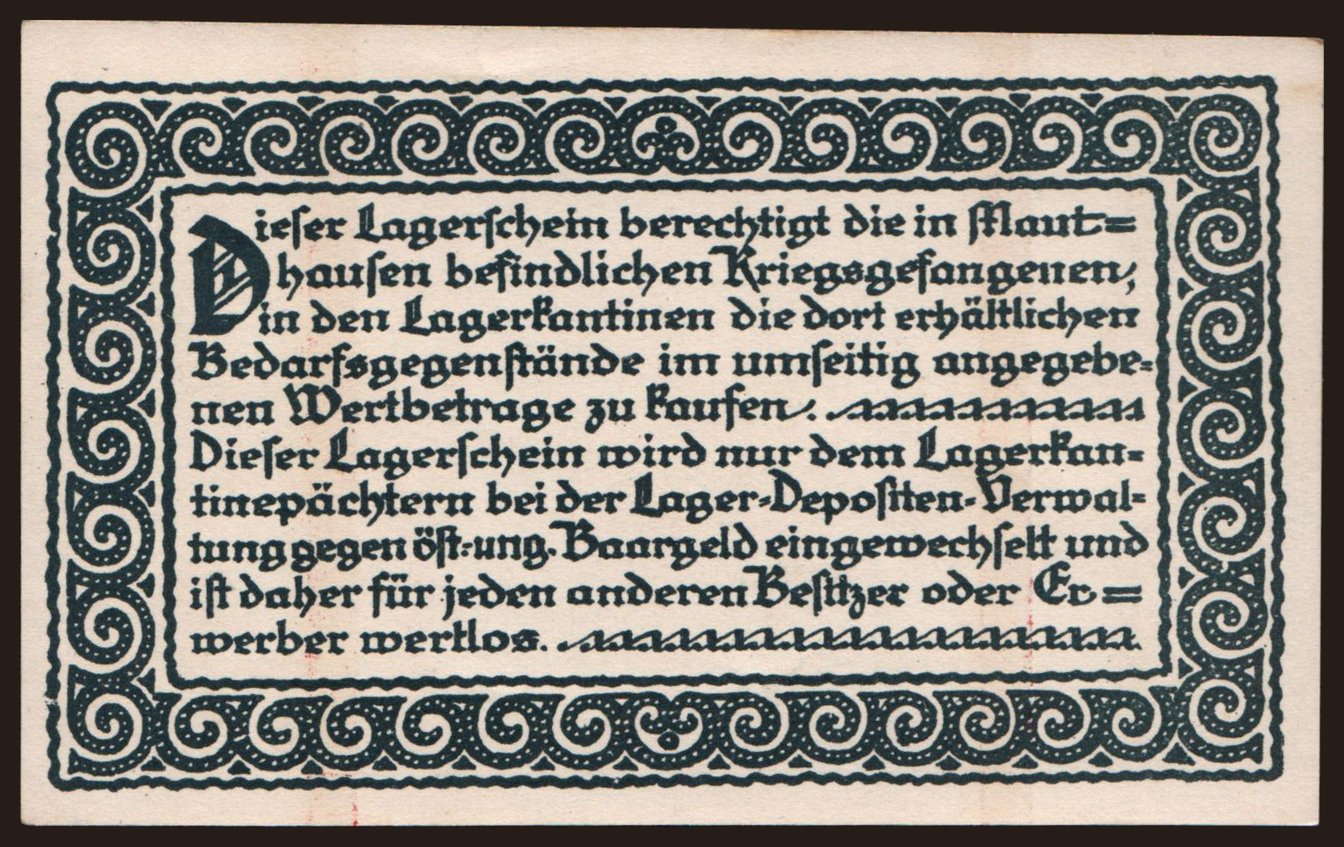 Dieser Lagerschein berechtigt die in Maut=
hausen befindlichen Kriegsgefangenen,
in den Lagerkantinen die dort erhältlichen
Bedarfsgegenstände im umseitig angegebe=
nen Wertbetrage zu kaufen.
Dieser Lagerschein wird nur dem Lagerkan=
tinepächtern bei der Lager=Depositen=Verwal=
tung gegen öst.=ung. Baargeld eingewechselt und
ist daher für jeden anderen Besitzer oder Er=
werber wertlos.